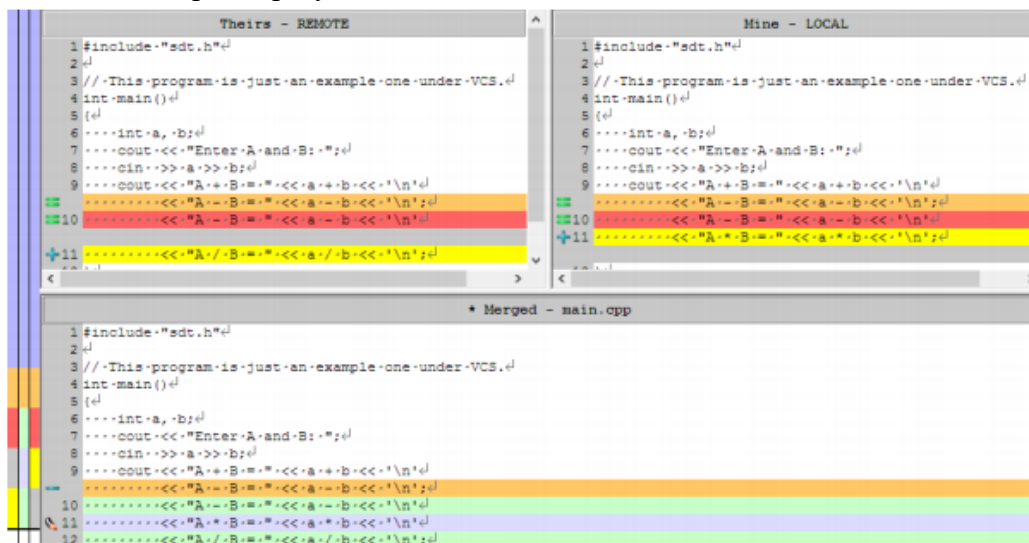 Theirs - REMOTE
1 #include·"sdt.h"↵
2 ↵
3 //·This·program·is·just·an·example·one·under·VCS.↵
4 int·main()↵
5 {↵
6 ····int·a,·b;↵
7 ····cout·<<·"Enter·A·and·B:·";↵
8 ····cin··>>·a·>>·b;↵
9 ····cout·<<·"A·+·B·=·"·<<·a·+·b·<<·'\n'↵
·········<<·"A·-·B·=·"·<<·a·-·b·<<·'\n';↵
10 ·········<<·"A·-·B·=·"·<<·a·-·b·<<·'\n'↵
11 ·········<<·"A·/·B·=·"·<<·a·/·b·<<·'\n';↵
Mine - LOCAL
1 #include·"sdt.h"↵
2 ↵
3 //·This·program·is·just·an·example·one·under·VCS.↵
4 int·main()↵
5 {↵
6 ····int·a,·b;↵
7 ····cout·<<·"Enter·A·and·B:·";↵
8 ····cin··>>·a·>>·b;↵
9 ····cout·<<·"A·+·B·=·"·<<·a·+·b·<<·'\n'↵
·········<<·"A·-·B·=·"·<<·a·-·b·<<·'\n';↵
10 ·········<<·"A·-·B·=·"·<<·a·-·b·<<·'\n'↵
11 ·········<<·"A·*·B·=·"·<<·a·*·b·<<·'\n';↵
* Merged - main.cpp
1 #include·"sdt.h"↵
2 ↵
3 //·This·program·is·just·an·example·one·under·VCS.↵
4 int·main()↵
5 {↵
6 ····int·a,·b;↵
7 ····cout·<<·"Enter·A·and·B:·";↵
8 ····cin··>>·a·>>·b;↵
9 ····cout·<<·"A·+·B·=·"·<<·a·+·b·<<·'\n'↵
·········<<·"A·-·B·=·"·<<·a·-·b·<<·'\n';↵
10 ·········<<·"A·-·B·=·"·<<·a·-·b·<<·'\n'↵
11 ·········<<·"A·*·B·=·"·<<·a·*·b·<<·'\n'↵
12 ·········<<·"A·/·B·=·"·<<·a·/·b·<<·'\n';↵